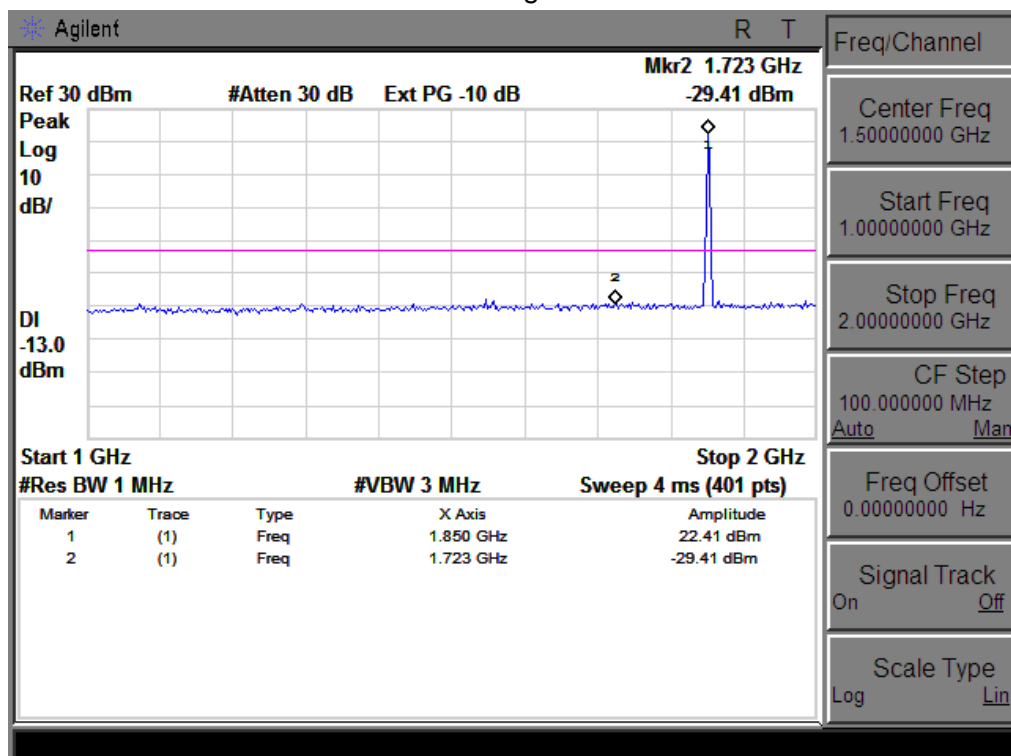 Agilent R T
Freq/Channel
Mkr2 1.723 GHz
Ref 30 dBm #Atten 30 dB Ext PG -10 dB -29.41 dBm
Peak
Log
10
dB/
1
2
DI
-13.0
dBm
Start 1 GHz Stop 2 GHz
#Res BW 1 MHz #VBW 3 MHz Sweep 4 ms (401 pts)
Marker Trace Type X Axis Amplitude
1 (1) Freq 1.850 GHz 22.41 dBm
2 (1) Freq 1.723 GHz -29.41 dBm
Center Freq
1.50000000 GHz
Start Freq
1.00000000 GHz
Stop Freq
2.00000000 GHz
CF Step
100.000000 MHz
Auto Man
Freq Offset
0.00000000 Hz
Signal Track
On Off
Scale Type
Log Lin